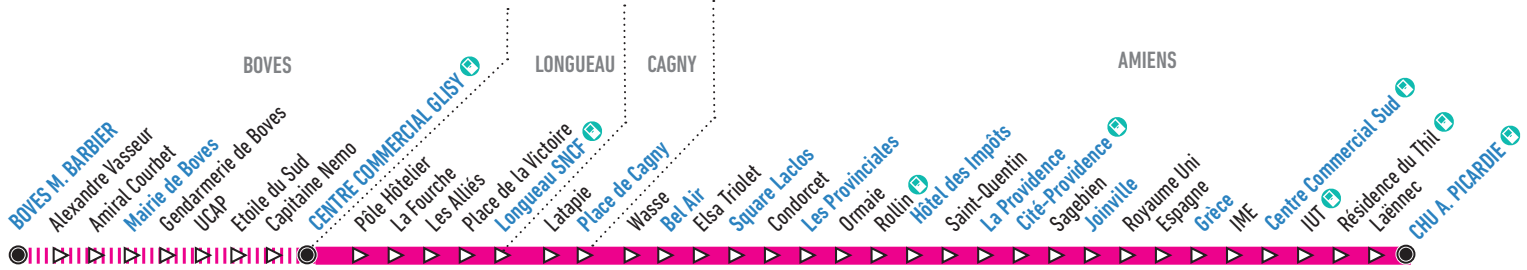 BOVES
LONGUEAU
CAGNY
AMIENS
BOVES M. BARBIER
Alexandre Vasseur
Amiral Courbet
Mairie de Boves
Gendarmerie de Boves
UCAP
Etoile du Sud
Capitaine Nemo
CENTRE COMMERCIAL GLISY
Pôle Hôtelier
La Fourche
Les Alliés
Place de la Victoire
Longueau SNCF
Latapie
Place de Cagny
Wasse
Bel Air
Elsa Triolet
Square Laclos
Condorcet
Les Provinciales
Ormaie
Rollin
Hôtel des Impôts
Saint-Quentin
La Providence
Cité-Providence
Sagebien
Joinville
Royaume Uni
Espagne
Grèce
IME
Centre Commercial Sud
IUT
Résidence du Thil
Laënnec
CHU A. PICARDIE